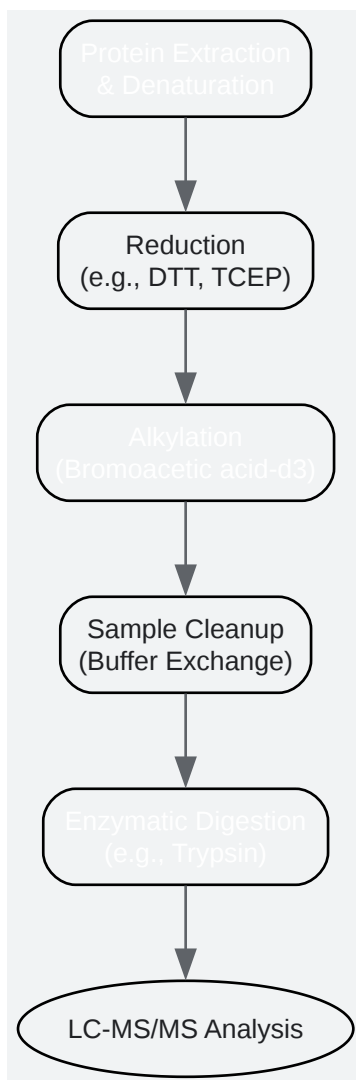 Protein Extraction
& Denaturation
Reduction
(e.g., DTT, TCEP)
Alkylation
(Bromoacetic acid-d3)
Sample Cleanup
(Buffer Exchange)
Enzymatic Digestion
(e.g., Trypsin)
LC-MS/MS Analysis